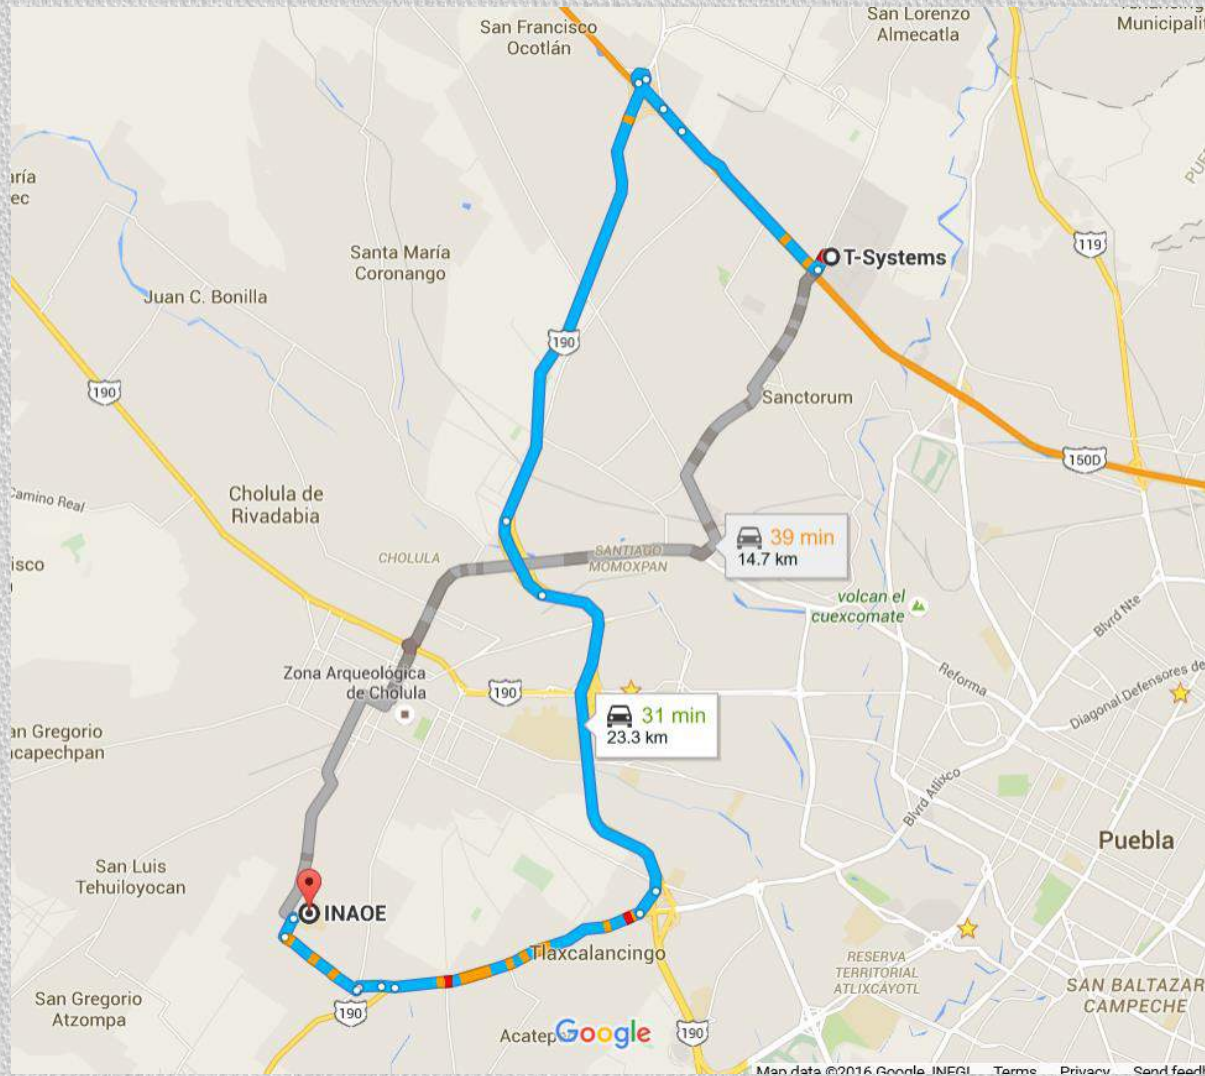 San Francisco
Ocotlán
San Lorenzo
Almecatla
Municipalit
aría
ec
Santa María
Coronango
Juan C. Bonilla
119
T-Systems
190
190
Sanctorum
150D
Camino Real
Cholula de
Rivadabia
isco
CHOLULA
SANTIAGO
MOMOXPAN
39 min
14.7 km
volcan el
cuexcomate
Blvrd Nte
Reforma
Diagonal Defensores de
Zona Arqueológica
de Cholula
190
31 min
23.3 km
an Gregorio
acapechpan
Blvrd Atlixco
Puebla
San Luis
Tehuiloyocan
INAOE
Tlaxcalancingo
RESERVA
TERRITORIAL
ATLIXCÁYOTL
SAN BALTAZAR
CAMPECHE
San Gregorio
Atzompa
190
Acatep
Google
190
Map data ©2016 Google, INEGI Terms Privacy Send feedb